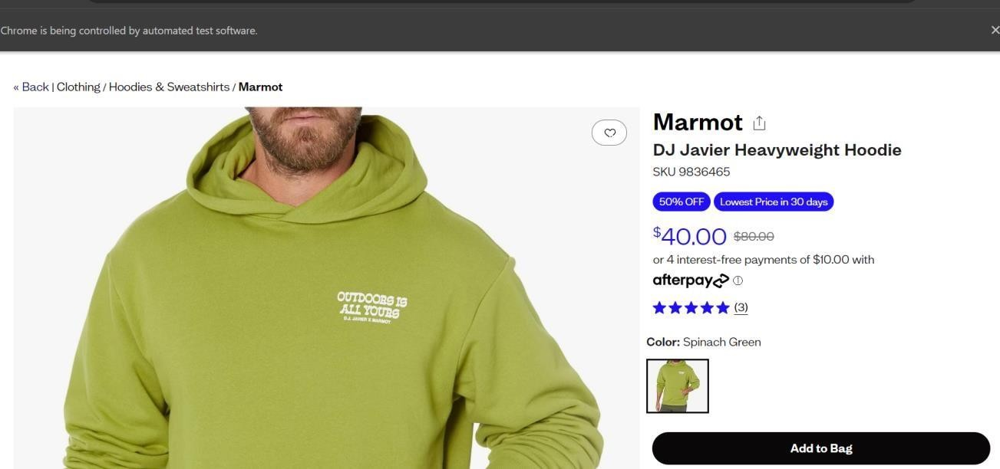 Chrome is being controlled by automated test software.
« Back | Clothing / Hoodies & Sweatshirts / Marmot
Marmot
DJ Javier Heavyweight Hoodie
SKU 9836465
50% OFF Lowest Price in 30 days
$40.00 $80.00
or 4 interest-free payments of $10.00 with
afterpay
(3)
Color: Spinach Green
Add to Bag
OUTDOORS IS
ALL YOURS
D.J. JAVIER X MARMOT